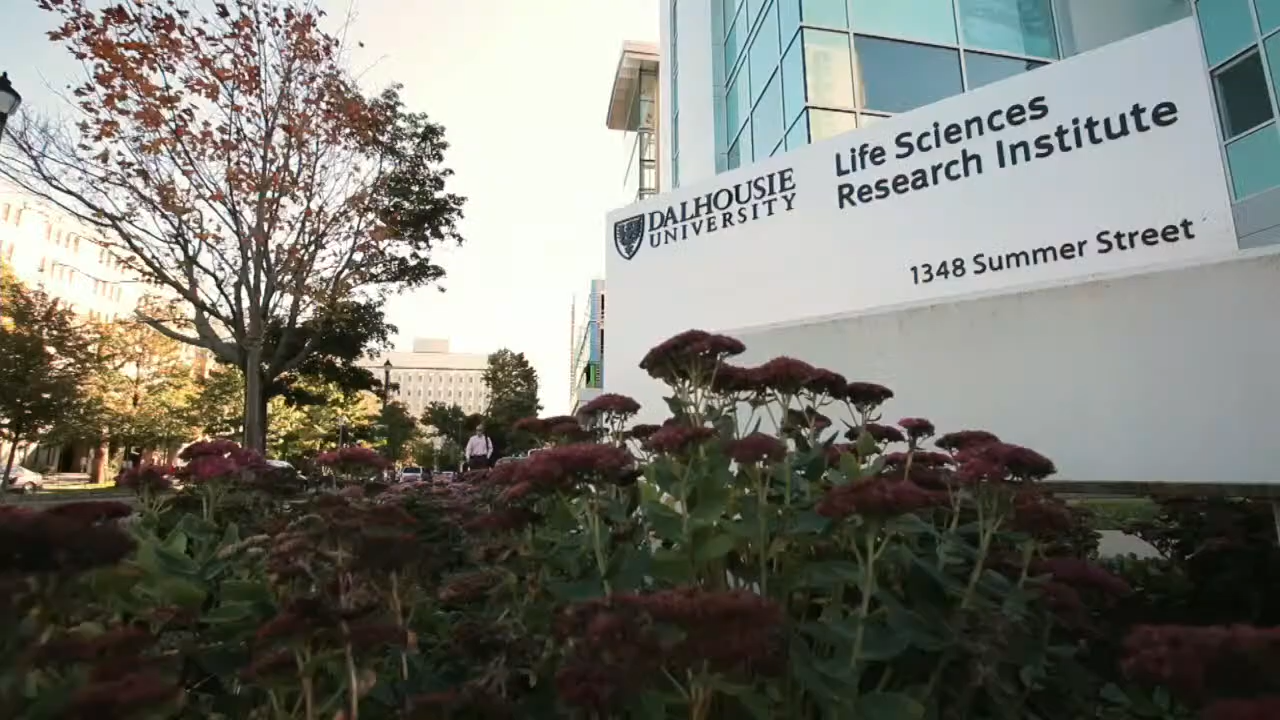 DALHOUSIE
UNIVERSITY
Life Sciences
Research Institute
1348 Summer Street